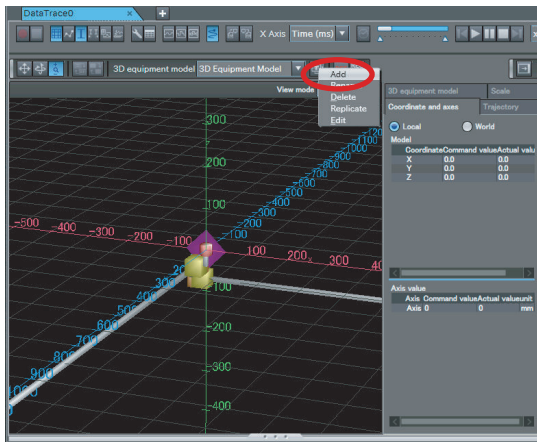 DataTrace0 × +
X Axis Time (ms)
3D equipment model 3D Equipment Model
Add
Delete
Replicate
Edit
View mode
3D equipment model Scale
Coordinate and axes Trajectory
Local World
Model
Coordinate Command value Actual valu
X 0.0 0.0
Y 0.0 0.0
Z 0.0 0.0
Axis value
Axis Command value Actual value unit
Axis 0 0 mm
300
200
100
-100
-200
-300
-400
-500 -400 -300 -200 -100 100 200 x 300 40
-1100
-1000
-900
-800
-700
-600
-500
-400
-300
-200
-100
20
300
400
500
600
700
800
900
1000